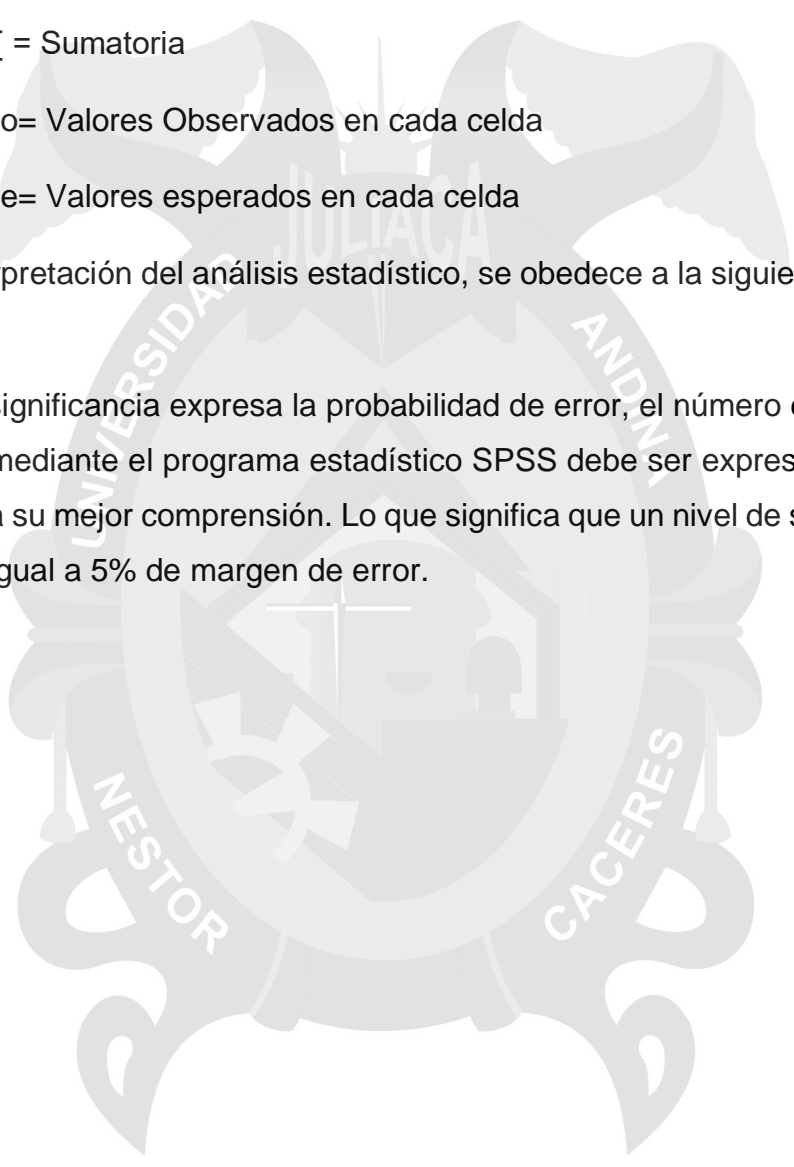 = Sumatoria
o= Valores Observados en cada celda
e= Valores esperados en cada celda
pretación del análisis estadístico, se obedece a la siguie
significancia expresa la probabilidad de error, el número
mediante el programa estadístico SPSS debe ser expres
a su mejor comprensión. Lo que significa que un nivel de s
gual a 5% de margen de error.
UNIVERSIDAD ANDINA
JULIACA
NESTOR CACERES